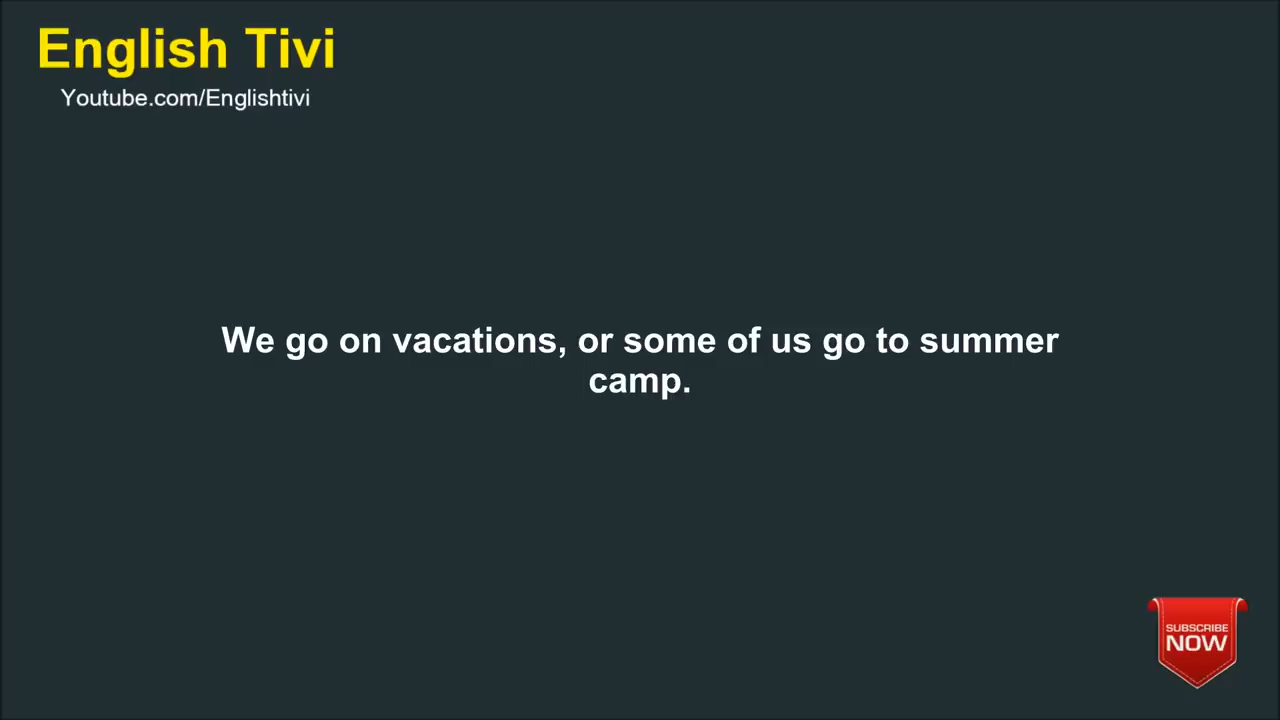 English Tivi
Youtube.com/Englishtivi
We go on vacations, or some of us go to summer
camp.
SUBSCRIBE
NOW